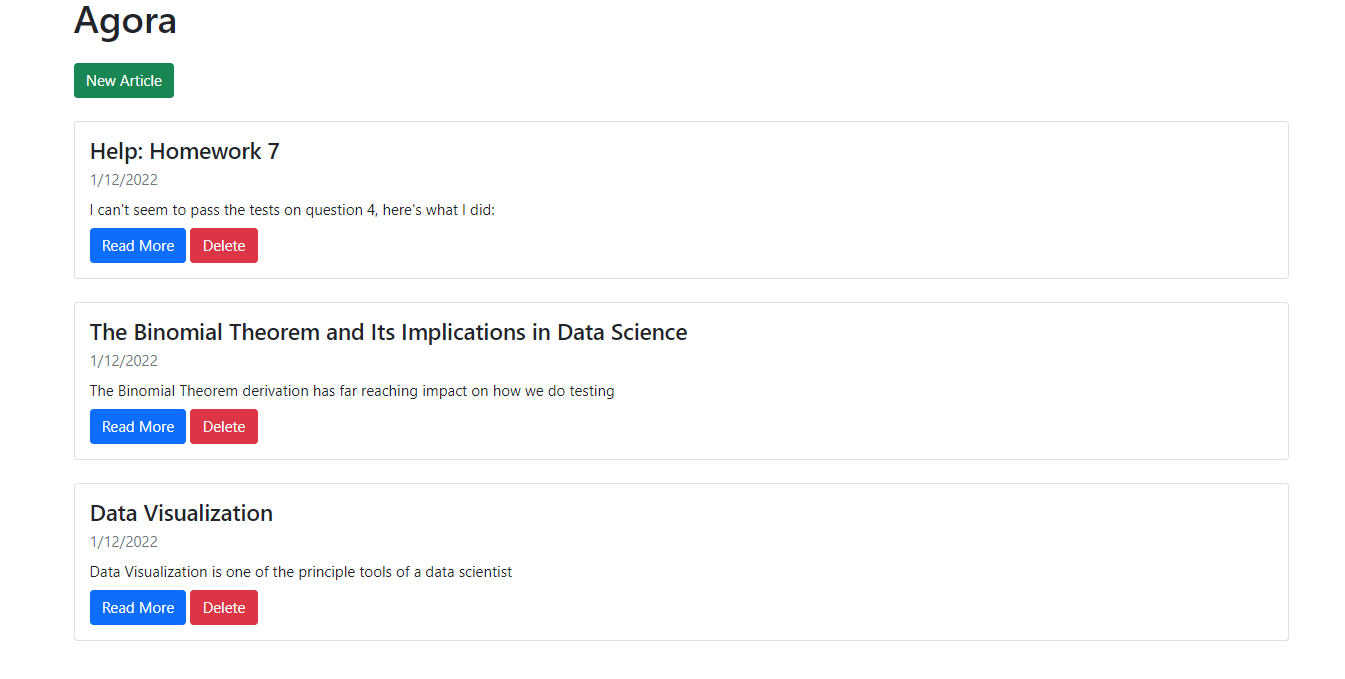 Agora
New Article
Help: Homework 7
1/12/2022
I can't seem to pass the tests on question 4, here's what I did:
Read More Delete
The Binomial Theorem and Its Implications in Data Science
1/12/2022
The Binomial Theorem derivation has far reaching impact on how we do testing
Read More Delete
Data Visualization
1/12/2022
Data Visualization is one of the principle tools of a data scientist
Read More Delete